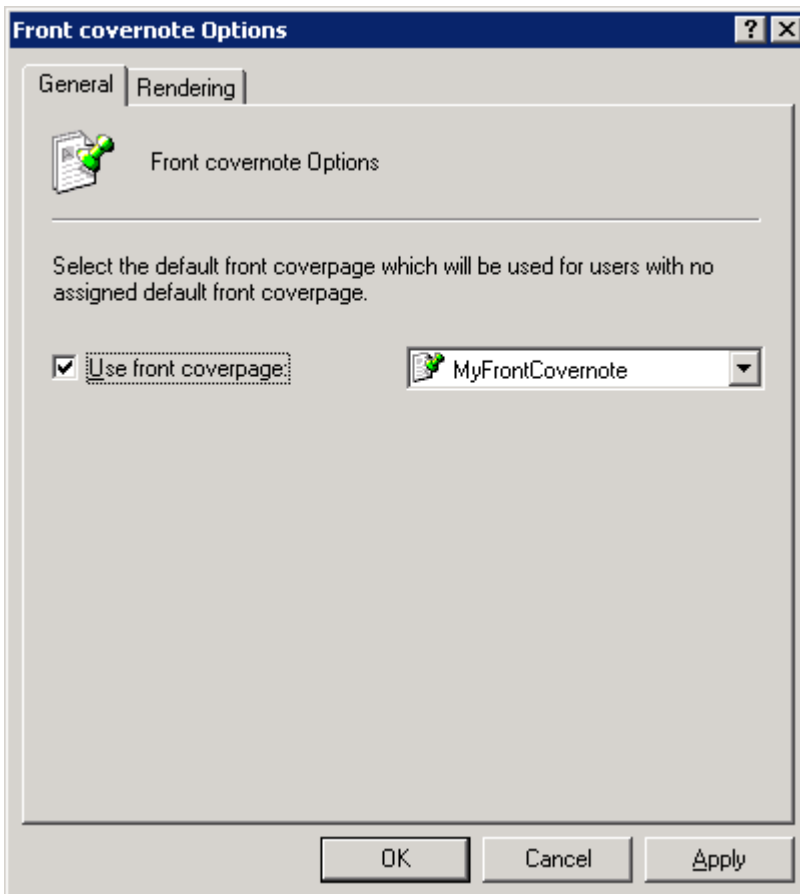 Front covernote Options
General
Rendering
Front covernote Options
Select the default front coverpage which will be used for users with no
assigned default front coverpage.
Use front coverpage:
MyFrontCovernote
OK
Cancel
Apply